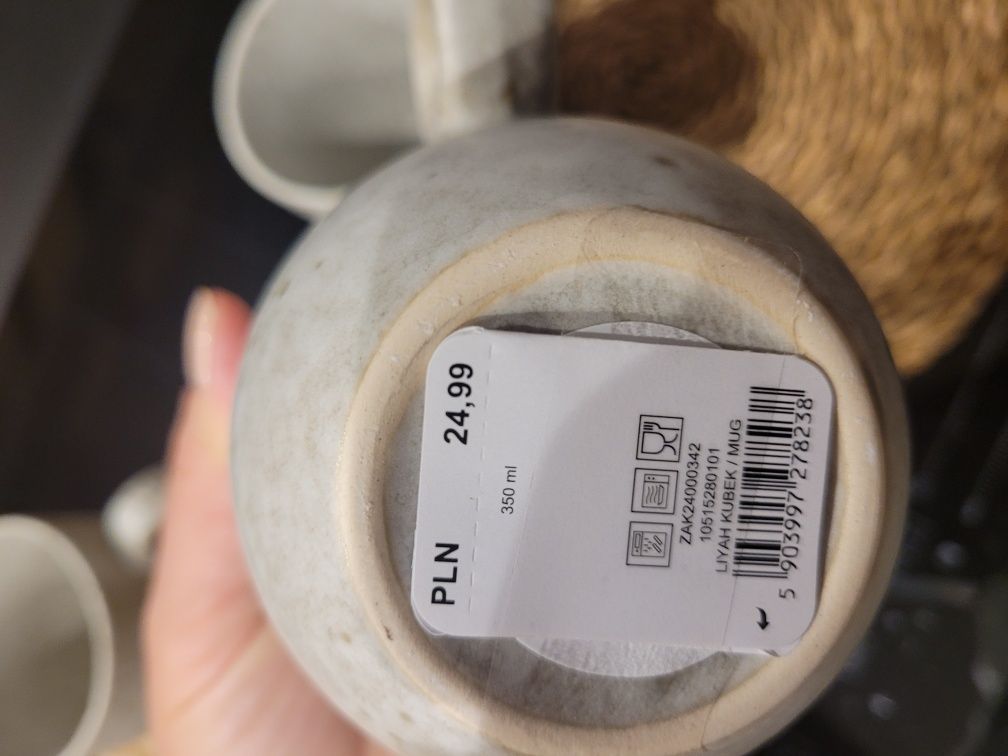 PLN 24,99
350 ml
ZAK24000342
10515280101
LIYAH KUBEK / MUG
5 903997 278238